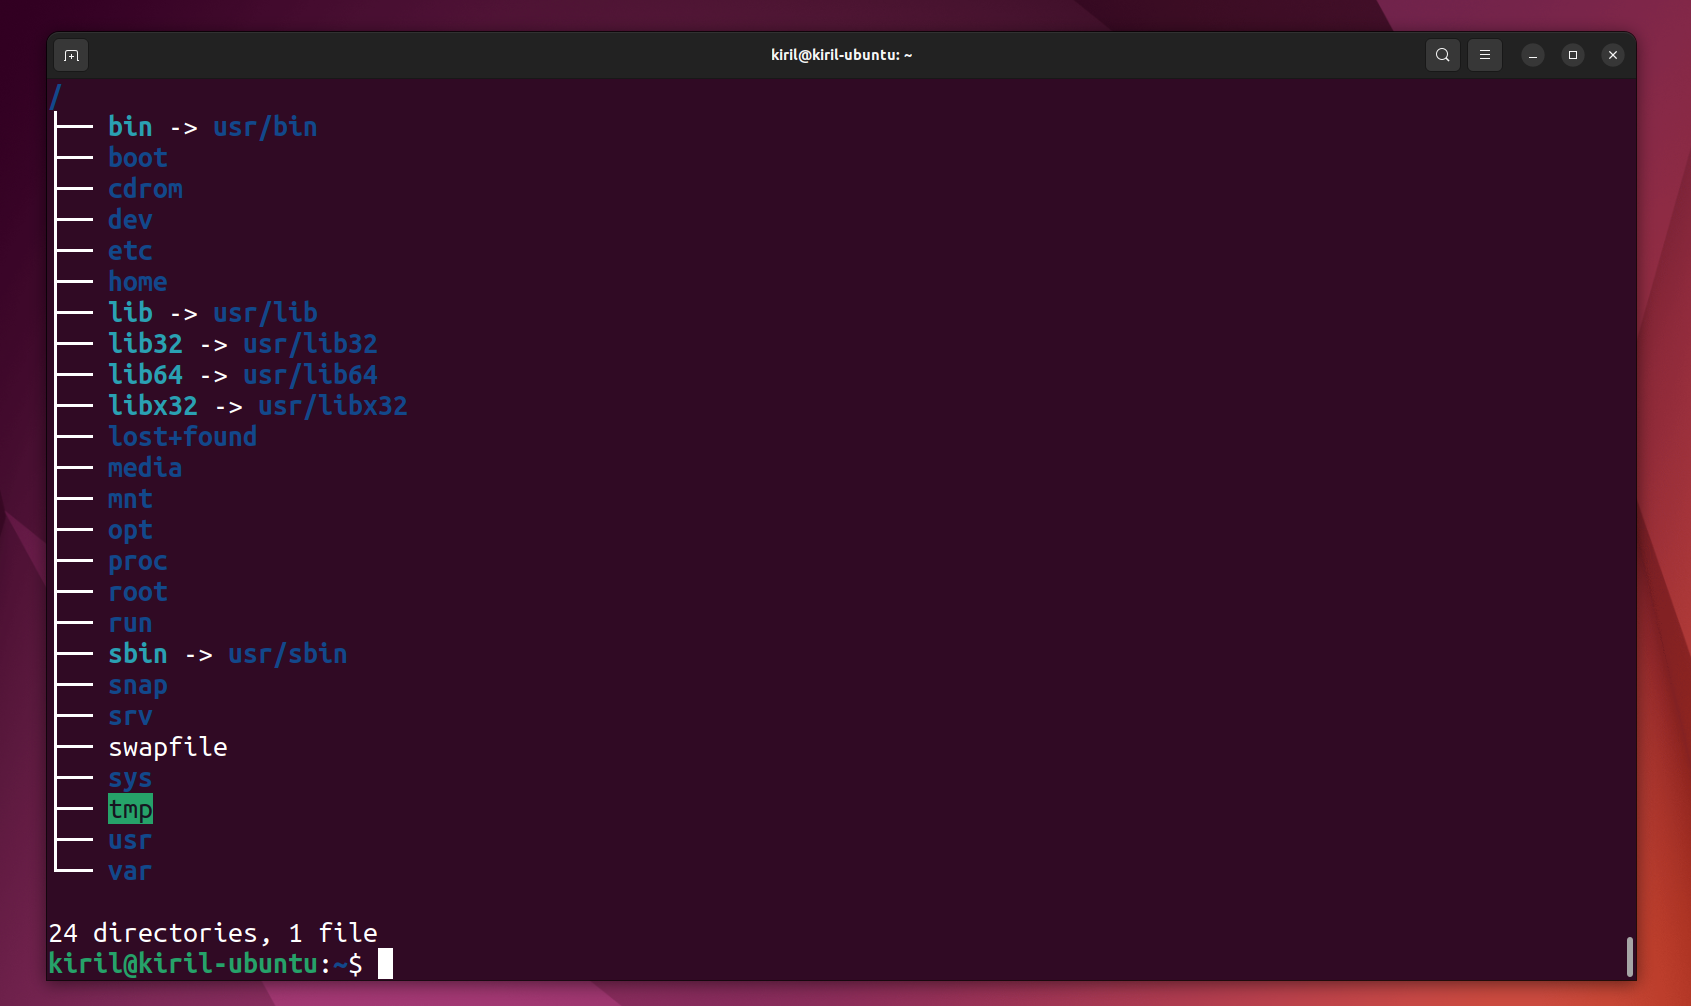 kiril@kiril-ubuntu: ~
/
├── bin -> usr/bin
├── boot
├── cdrom
├── dev
├── etc
├── home
├── lib -> usr/lib
├── lib32 -> usr/lib32
├── lib64 -> usr/lib64
├── libx32 -> usr/libx32
├── lost+found
├── media
├── mnt
├── opt
├── proc
├── root
├── run
├── sbin -> usr/sbin
├── snap
├── srv
├── swapfile
├── sys
├── tmp
├── usr
└── var
24 directories, 1 file
kiril@kiril-ubuntu:~$